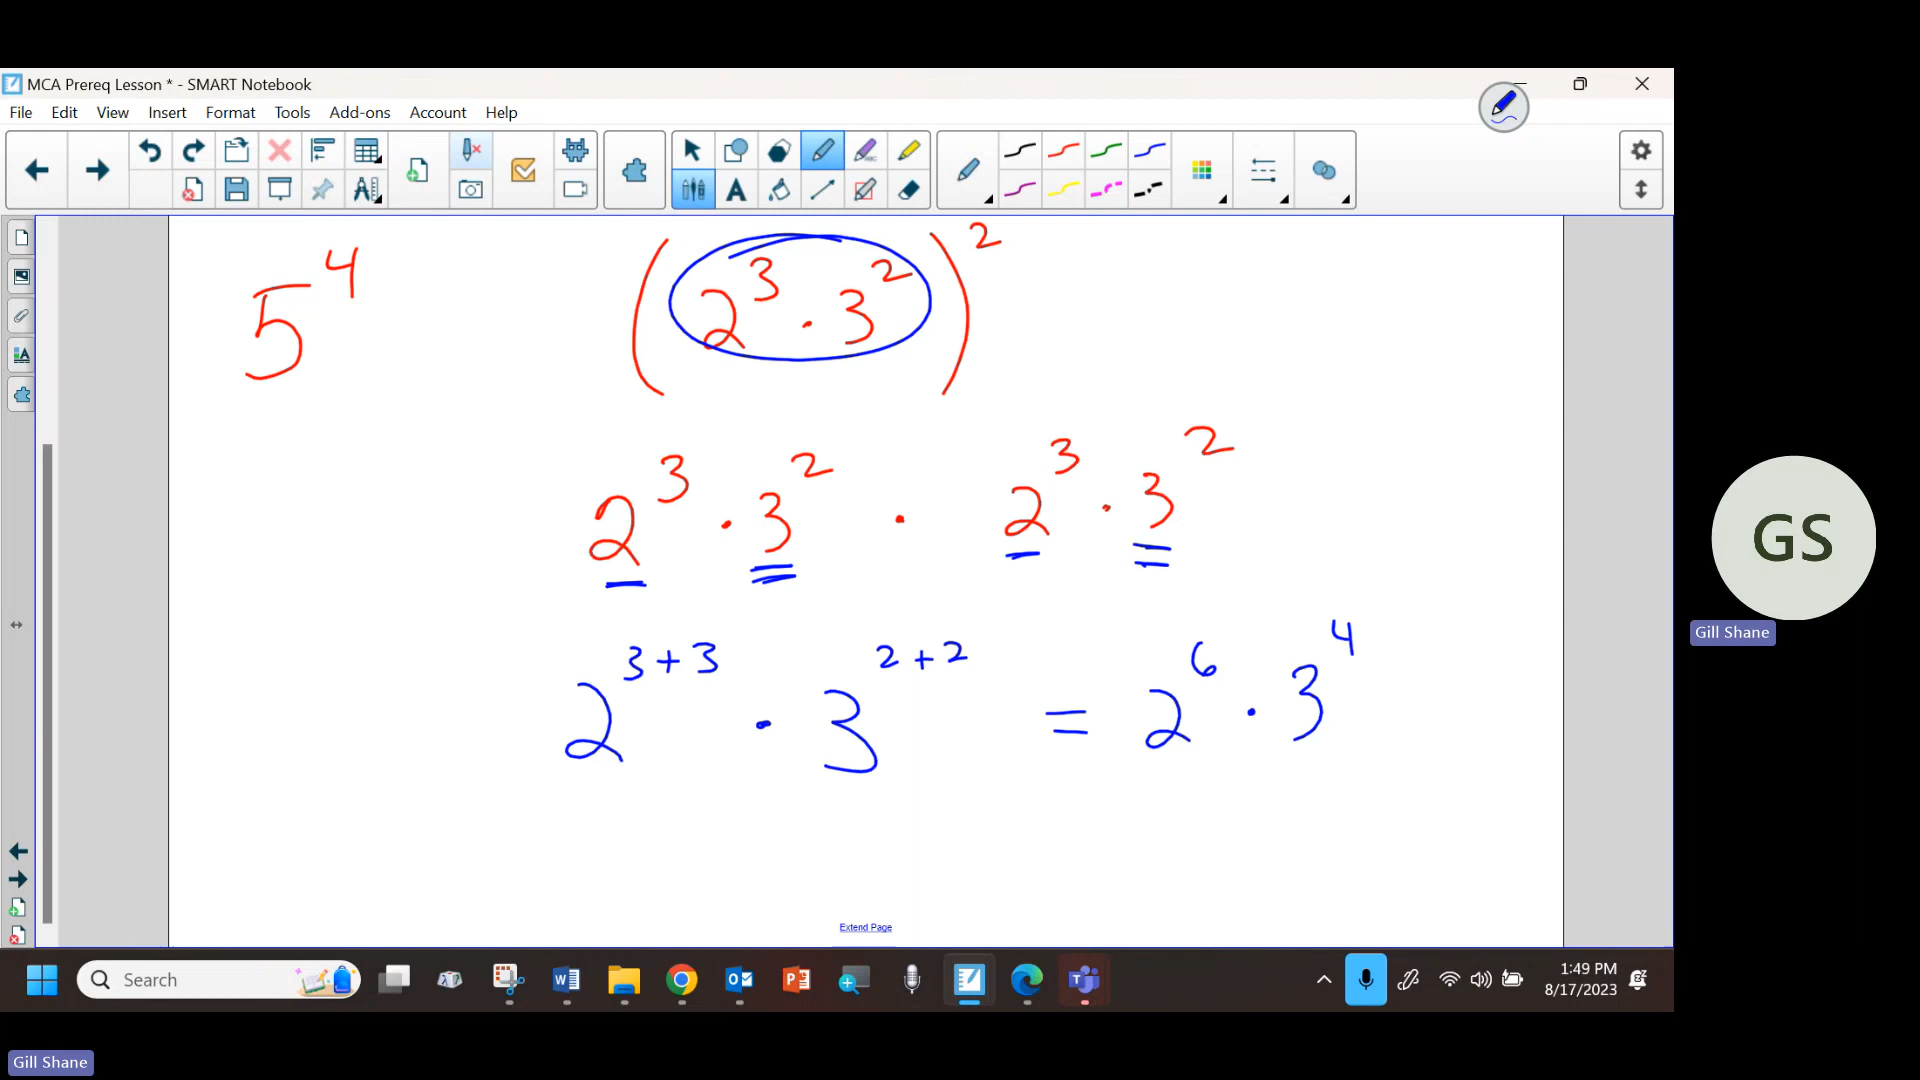 MCA Prereq Lesson * - SMART Notebook
File Edit View Insert Format Tools Add-ons Account Help
5⁴ (2³ · 3²)²
2³ · 3² · 2³ · 3²
2³⁺³ · 3²⁺² = 2⁶ · 3⁴
GS
Gill Shane
Extend Page
Search
1:49 PM
8/17/2023
Gill Shane